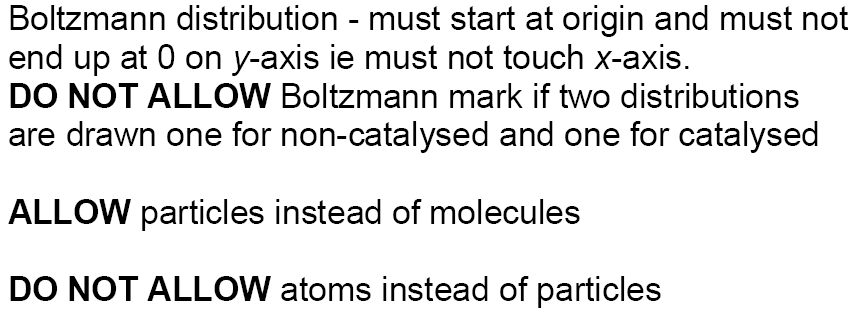 Boltzmann distribution - must start at origin and must not
end up at 0 on y-axis ie must not touch x-axis.
DO NOT ALLOW Boltzmann mark if two distributions
are drawn one for non-catalysed and one for catalysed
ALLOW particles instead of molecules
DO NOT ALLOW atoms instead of particles